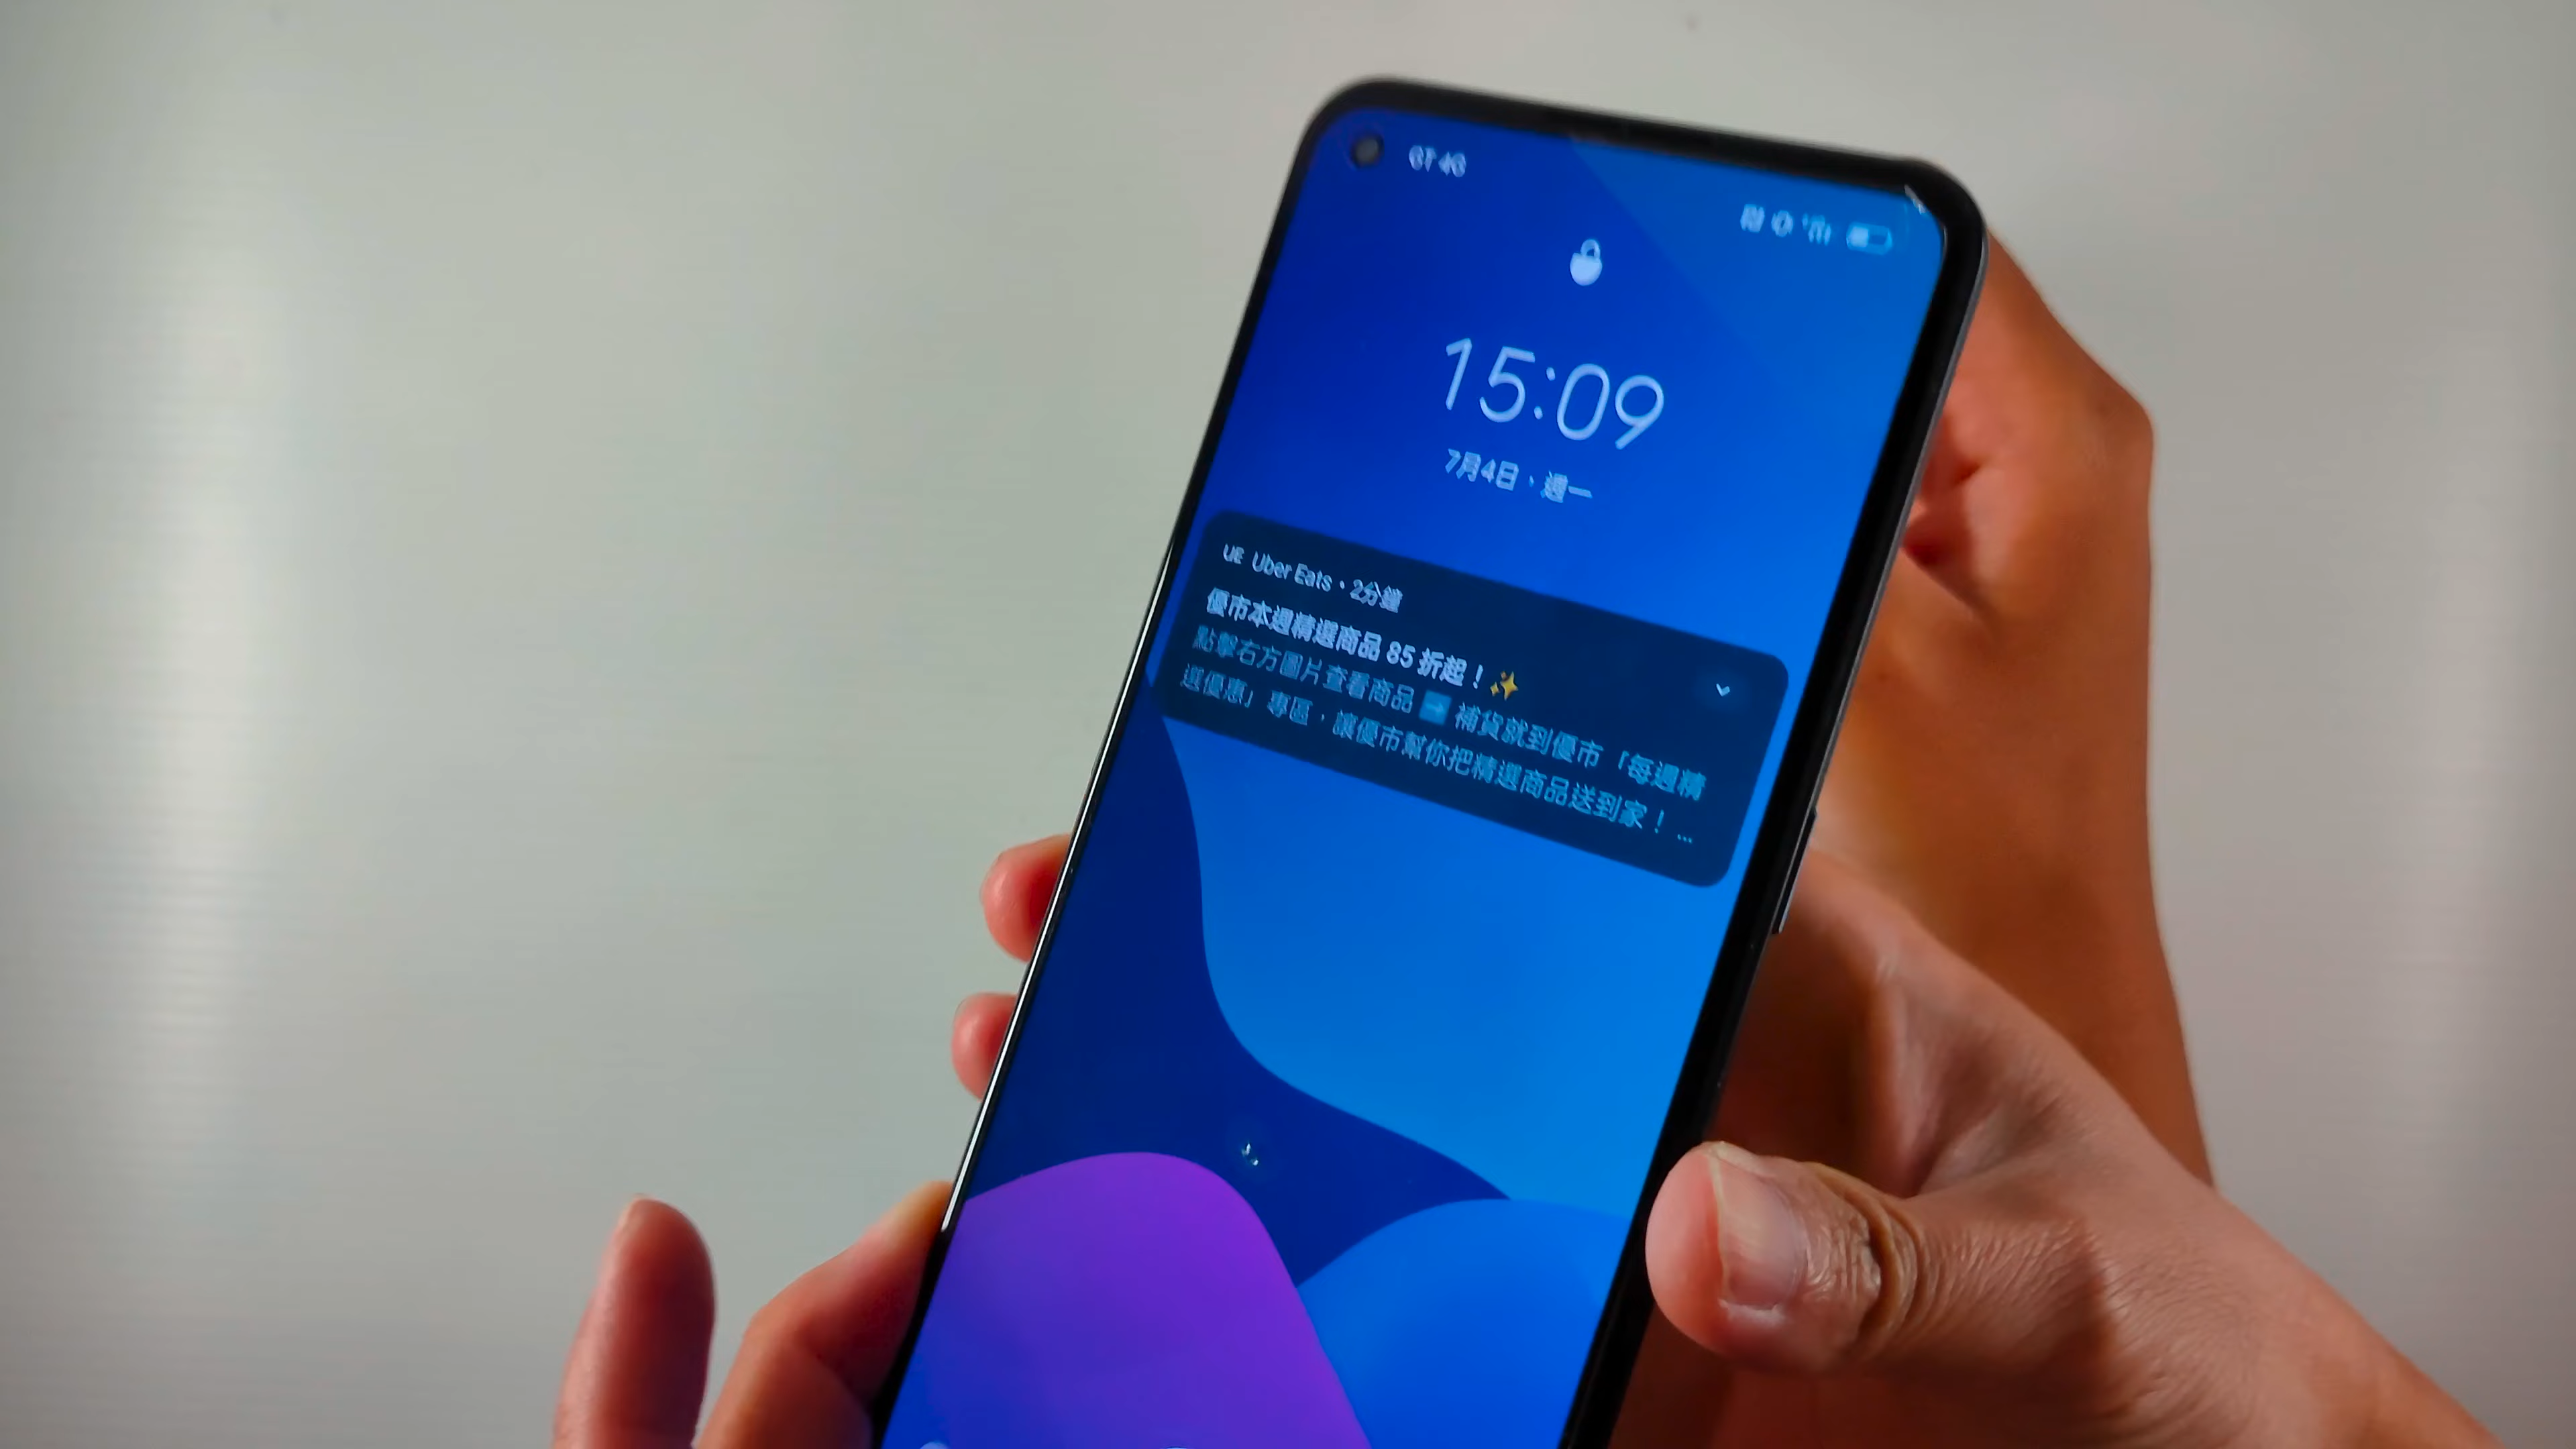 GT 4G
15:09
7月4日，週一
UE Uber Eats • 2分鐘
優市本週精選商品 85 折起！✨
點擊右方圖片查看商品 ➡️ 補貨就到優市「每週精
選優惠」專區，讓優市幫你把精選商品送到家！ ...